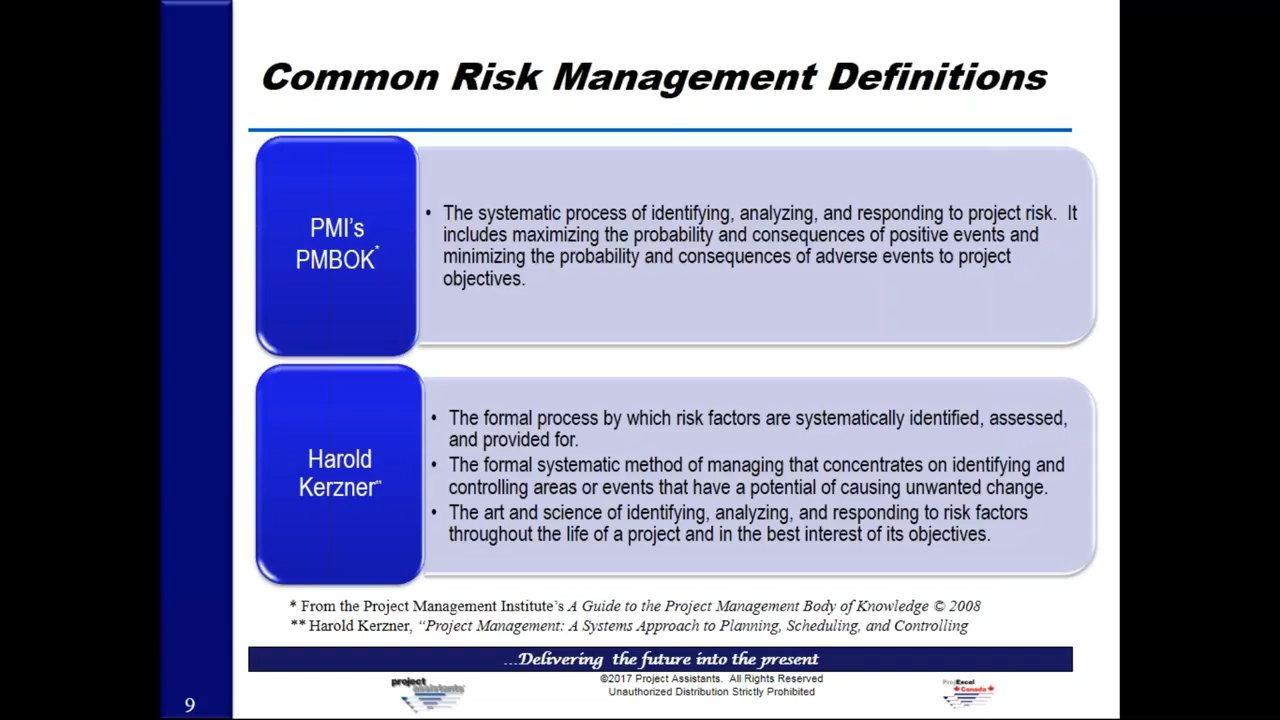 Common Risk Management Definitions
PMI's
PMBOK*
• The systematic process of identifying, analyzing, and responding to project risk. It
includes maximizing the probability and consequences of positive events and
minimizing the probability and consequences of adverse events to project
objectives.
Harold
Kerzner**
• The formal process by which risk factors are systematically identified, assessed,
and provided for.
• The formal systematic method of managing that concentrates on identifying and
controlling areas or events that have a potential of causing unwanted change.
• The art and science of identifying, analyzing, and responding to risk factors
throughout the life of a project and in the best interest of its objectives.
* From the Project Management Institute's A Guide to the Project Management Body of Knowledge © 2008
** Harold Kerzner, “Project Management: A Systems Approach to Planning, Scheduling, and Controlling
...Delivering the future into the present
project
assistants
©2017 Project Assistants. All Rights Reserved
Unauthorized Distribution Strictly Prohibited
ProjExcel
Canada
9